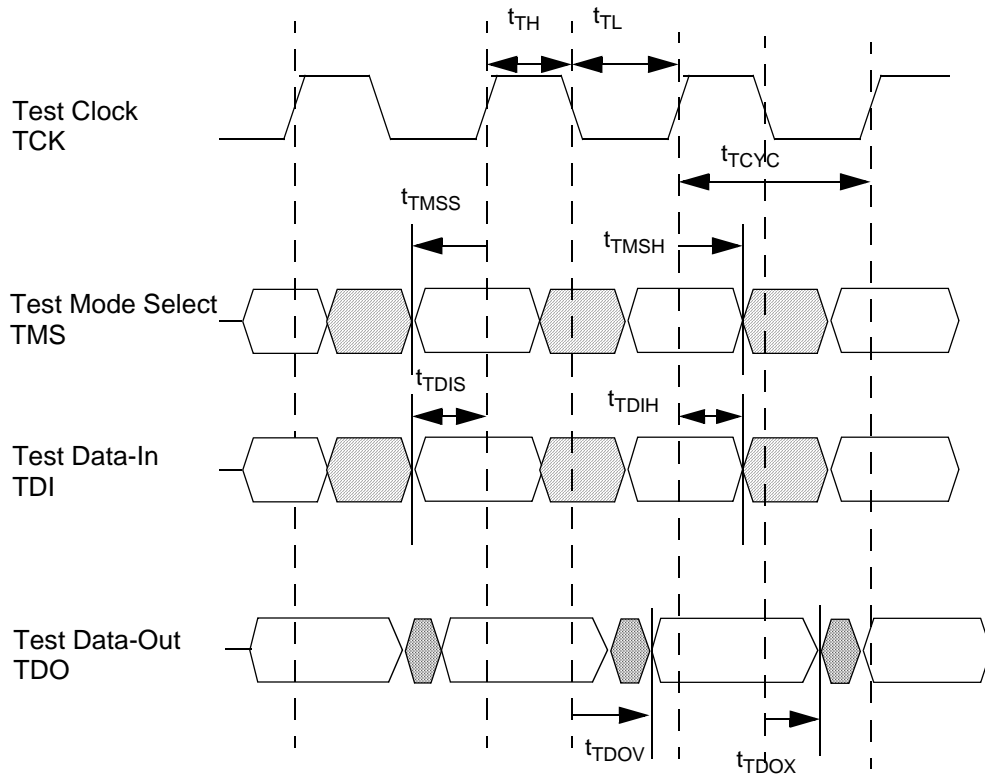 tTH
tTL
Test Clock
TCK
tTCYC
tTMSS
tTMSH
Test Mode Select
TMS
tTDIS
tTDIH
Test Data-In
TDI
Test Data-Out
TDO
tTDOV
tTDOX